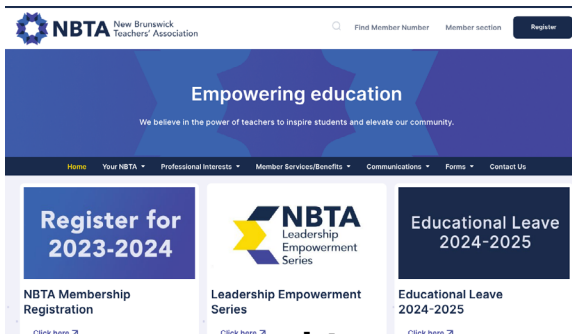 NBTA New Brunswick
Teachers' Association
Find Member Number Member section Register
Empowering education
We believe in the power of teachers to inspire students and elevate our community.
Home Your NBTA Professional Interests Member Services/Benefits Communications Forms Contact Us
Register for
2023-2024
NBTA
Leadership
Empowerment
Series
Educational Leave
2024-2025
NBTA Membership
Registration
Leadership Empowerment
Series
Educational Leave
2024-2025
Click here
Click here
Click here